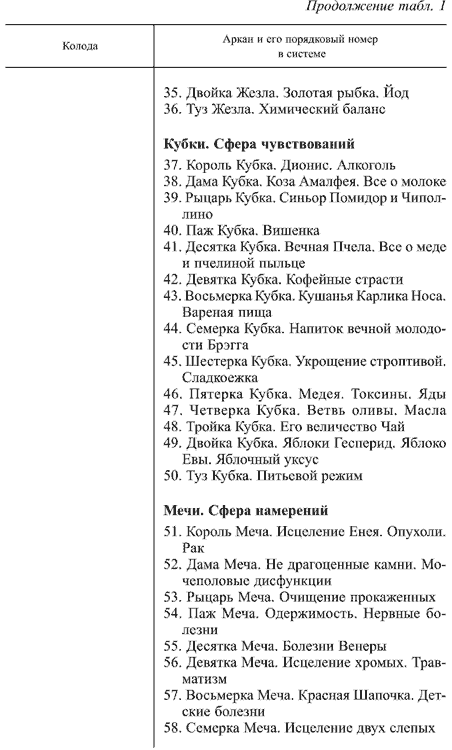 Продолжение табл. 1
Колода
Аркан и его порядковый номер
в системе
35. Двойка Жезла. Золотая рыбка. Йод
36. Туз Жезла. Химический баланс
Кубки. Сфера чувствований
37. Король Кубка. Дионис. Алкоголь
38. Дама Кубка. Коза Амалфея. Все о молоке
39. Рыцарь Кубка. Синьор Помидор и Чипол-
лино
40. Паж Кубка. Вишенка
41. Десятка Кубка. Вечная Пчела. Все о меде
и пчелиной пыльце
42. Девятка Кубка. Кофейные страсти
43. Восьмерка Кубка. Кушанья Карлика Носа.
Вареная пища
44. Семерка Кубка. Напиток вечной молодо-
сти Брэгга
45. Шестерка Кубка. Укрощение строптивой.
Сладкоежка
46. Пятерка Кубка. Медея. Токсины. Яды
47. Четверка Кубка. Ветвь оливы. Масла
48. Тройка Кубка. Его величество Чай
49. Двойка Кубка. Яблоки Гесперид. Яблоко
Евы. Яблочный уксус
50. Туз Кубка. Питьевой режим
Мечи. Сфера намерений
51. Король Меча. Исцеление Енея. Опухоли.
Рак
52. Дама Меча. Не драгоценные камни. Мо-
чеполовые дисфункции
53. Рыцарь Меча. Очищение прокаженных
54. Паж Меча. Одержимость. Нервные бо-
лезни
55. Десятка Меча. Болезни Венеры
56. Девятка Меча. Исцеление хромых. Трав-
матизм
57. Восьмерка Меча. Красная Шапочка. Дет-
ские болезни
58. Семерка Меча. Исцеление двух слепых